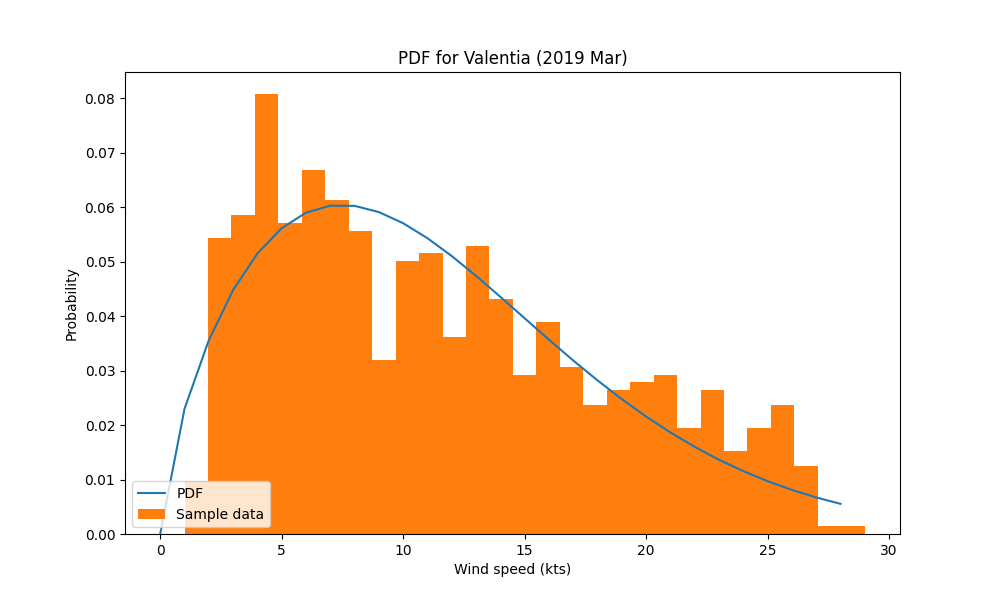 PDF for Valentia (2019 Mar)
Probability
0.08
0.07
0.06
0.05
0.04
0.03
0.02
0.01
0.00
PDF
Sample data
0 5 10 15 20 25 30
Wind speed (kts)